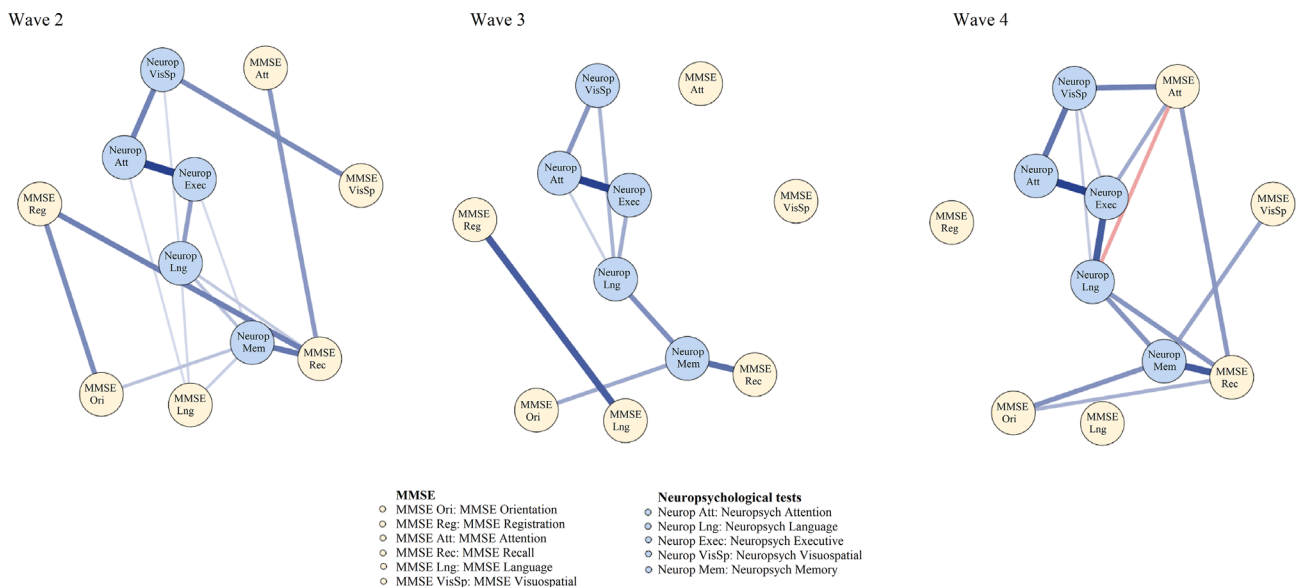 Wave 2
Wave 3
Wave 4
Neurop
VisSp
MMSE
Att
Neurop
Att
Neurop
Exec
MMSE
VisSp
MMSE
Reg
Neurop
Lng
Neurop
Mem
MMSE
Rec
MMSE
Ori
MMSE
Lng
Neurop
VisSp
MMSE
Att
Neurop
Att
Neurop
Exec
MMSE
VisSp
MMSE
Reg
Neurop
Lng
Neurop
Mem
MMSE
Rec
MMSE
Ori
MMSE
Lng
Neurop
VisSp
MMSE
Att
Neurop
Att
Neurop
Exec
MMSE
VisSp
MMSE
Reg
Neurop
Lng
Neurop
Mem
MMSE
Rec
MMSE
Ori
MMSE
Lng
MMSE
MMSE Ori: MMSE Orientation
MMSE Reg: MMSE Registration
MMSE Att: MMSE Attention
MMSE Rec: MMSE Recall
MMSE Lng: MMSE Language
MMSE VisSp: MMSE Visuospatial
Neuropsychological tests
Neurop Att: Neuropsych Attention
Neurop Lng: Neuropsych Language
Neurop Exec: Neuropsych Executive
Neurop VisSp: Neuropsych Visuospatial
Neurop Mem: Neuropsych Memory